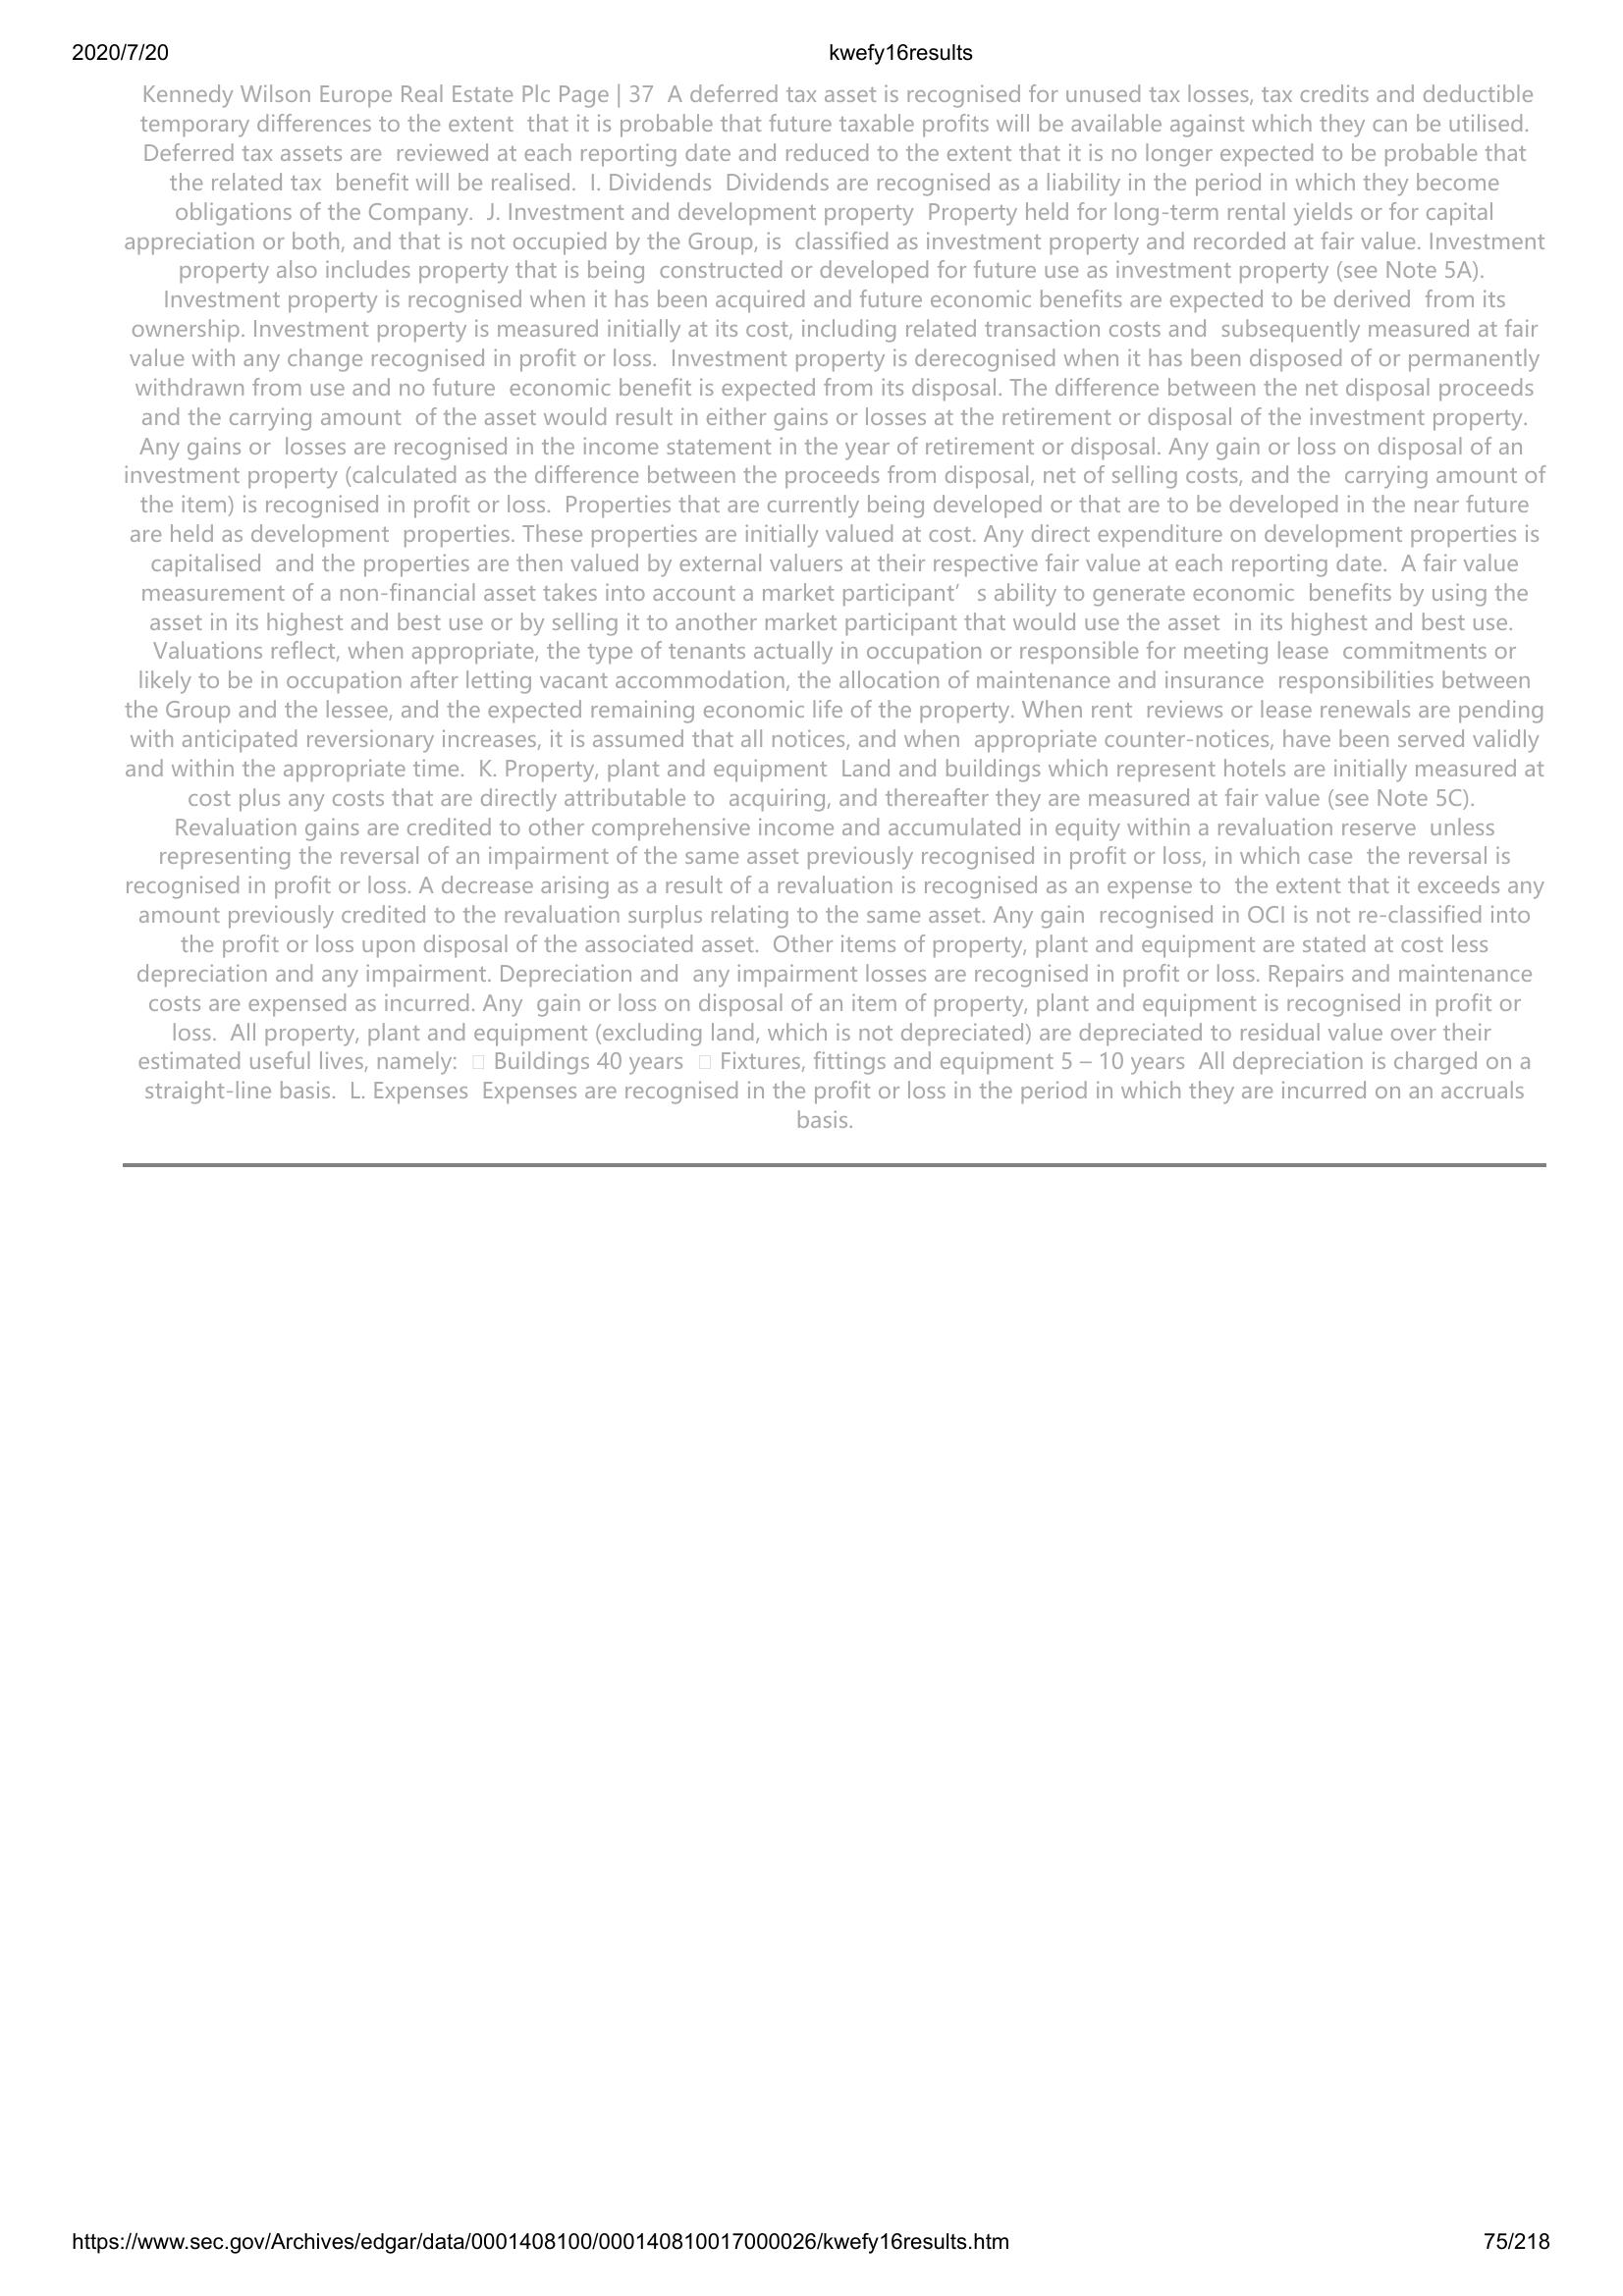 2020/7/20 kwefy16results
Kennedy Wilson Europe Real Estate Plc Page | 37 A deferred tax asset is recognised for unused tax losses, tax credits and deductible
temporary differences to the extent that it is probable that future taxable profits will be available against which they can be utilised.
Deferred tax assets are reviewed at each reporting date and reduced to the extent that it is no longer expected to be probable that
the related tax benefit will be realised. I. Dividends Dividends are recognised as a liability in the period in which they become
obligations of the Company. J. Investment and development property Property held for long-term rental yields or for capital
appreciation or both, and that is not occupied by the Group, is classified as investment property and recorded at fair value. Investment
property also includes property that is being constructed or developed for future use as investment property (see Note 5A).
Investment property is recognised when it has been acquired and future economic benefits are expected to be derived from its
ownership. Investment property is measured initially at its cost, including related transaction costs and subsequently measured at fair
value with any change recognised in profit or loss. Investment property is derecognised when it has been disposed of or permanently
withdrawn from use and no future economic benefit is expected from its disposal. The difference between the net disposal proceeds
and the carrying amount of the asset would result in either gains or losses at the retirement or disposal of the investment property.
Any gains or losses are recognised in the income statement in the year of retirement or disposal. Any gain or loss on disposal of an
investment property (calculated as the difference between the proceeds from disposal, net of selling costs, and the carrying amount of
the item) is recognised in profit or loss. Properties that are currently being developed or that are to be developed in the near future
are held as development properties. These properties are initially valued at cost. Any direct expenditure on development properties is
capitalised and the properties are then valued by external valuers at their respective fair value at each reporting date. A fair value
measurement of a non-financial asset takes into account a market participant’ s ability to generate economic benefits by using the
asset in its highest and best use or by selling it to another market participant that would use the asset in its highest and best use.
Valuations reflect, when appropriate, the type of tenants actually in occupation or responsible for meeting lease commitments or
likely to be in occupation after letting vacant accommodation, the allocation of maintenance and insurance responsibilities between
the Group and the lessee, and the expected remaining economic life of the property. When rent reviews or lease renewals are pending
with anticipated reversionary increases, it is assumed that all notices, and when appropriate counter-notices, have been served validly
and within the appropriate time. K. Property, plant and equipment Land and buildings which represent hotels are initially measured at
cost plus any costs that are directly attributable to acquiring, and thereafter they are measured at fair value (see Note 5C).
Revaluation gains are credited to other comprehensive income and accumulated in equity within a revaluation reserve unless
representing the reversal of an impairment of the same asset previously recognised in profit or loss, in which case the reversal is
recognised in profit or loss. A decrease arising as a result of a revaluation is recognised as an expense to the extent that it exceeds any
amount previously credited to the revaluation surplus relating to the same asset. Any gain recognised in OCI is not re-classified into
the profit or loss upon disposal of the associated asset. Other items of property, plant and equipment are stated at cost less
depreciation and any impairment. Depreciation and any impairment losses are recognised in profit or loss. Repairs and maintenance
costs are expensed as incurred. Any gain or loss on disposal of an item of property, plant and equipment is recognised in profit or
loss. All property, plant and equipment (excluding land, which is not depreciated) are depreciated to residual value over their
estimated useful lives, namely:  Buildings 40 years  Fixtures, fittings and equipment 5 – 10 years All depreciation is charged on a
straight-line basis. L. Expenses Expenses are recognised in the profit or loss in the period in which they are incurred on an accruals
basis.
https://www.sec.gov/Archives/edgar/data/0001408100/000140810017000026/kwefy16results.htm 75/218